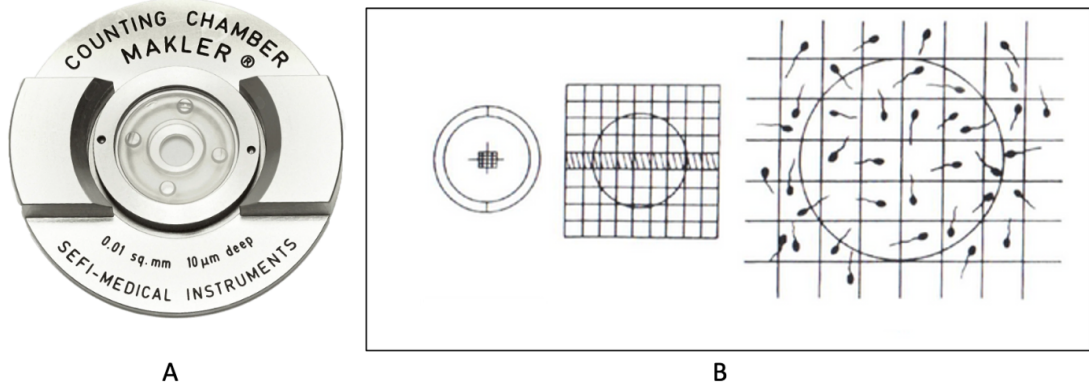 COUNTING CHAMBER
MAKLER ®
0.01 sq.mm 10µm deep
SEFI-MEDICAL INSTRUMENTS
A
B